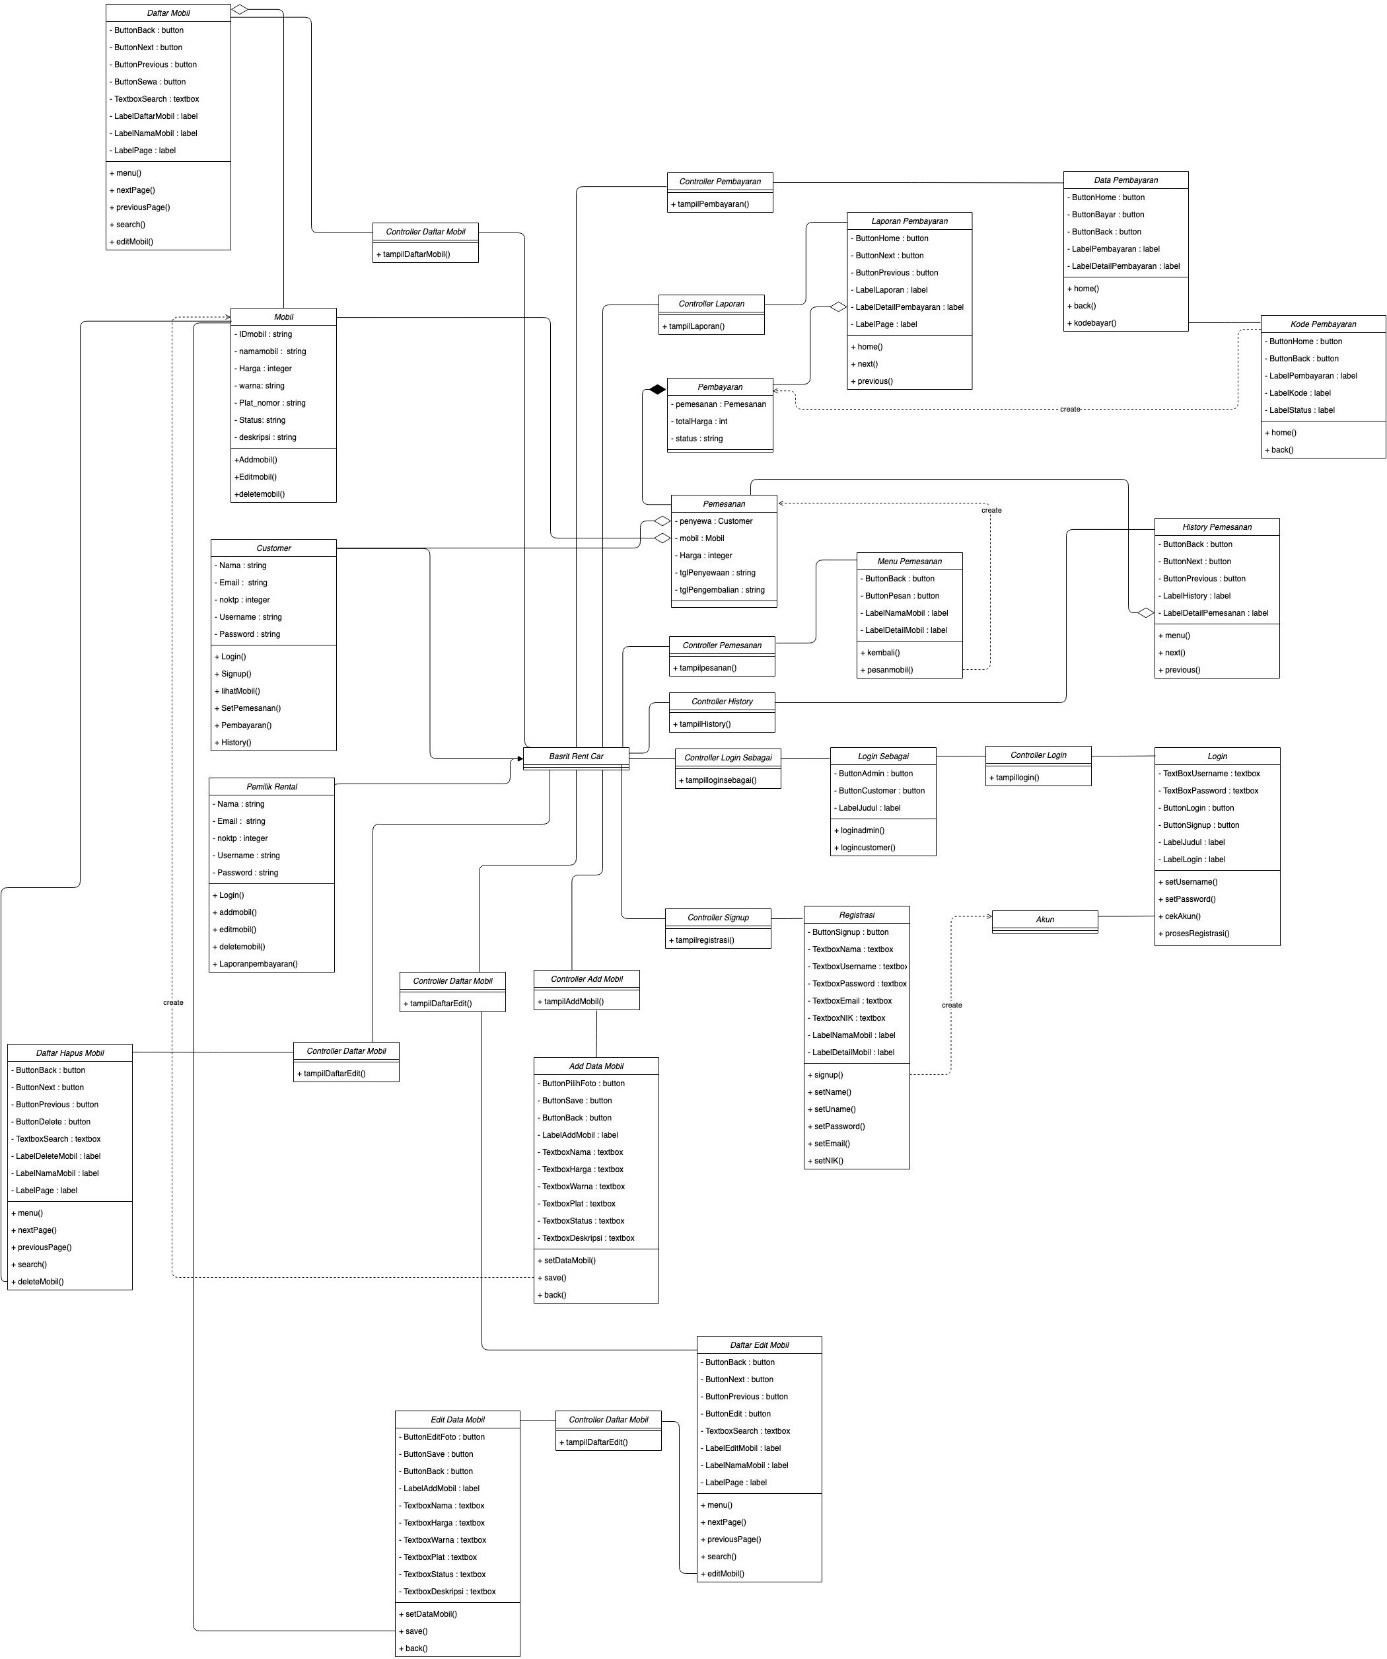 Daftar Mobil
- ButtonBack : button
- ButtonNext : button
- ButtonPrevious : button
- ButtonSewa : button
- TextboxSearch : textbox
- LabelDaftarMobil : label
- LabelNamaMobil : label
- LabelPage : label
+ menu()
+ nextPage()
+ previousPage()
+ search()
+ editMobil()
Controller Daftar Mobil
+ tampilDaftarMobil()
Controller Pembayaran
+ tampilPembayaran()
Data Pembayaran
- ButtonHome : button
- ButtonBayar : button
- ButtonBack : button
- LabelPembayaran : label
- LabelDetailPembayaran : label
+ home()
+ back()
+ kodebayar()
Laporan Pembayaran
- ButtonHome : button
- ButtonNext : button
- ButtonPrevious : button
- LabelLaporan : label
- LabelDetailPembayaran : label
- LabelPage : label
+ home()
+ next()
+ previous()
Controller Laporan
+ tampilLaporan()
Kode Pembayaran
- ButtonHome : button
- ButtonBack : button
- LabelPembayaran : label
- LabelKode : label
- LabelStatus : label
+ home()
+ back()
Mobil
- IDmobil : string
- namamobil : string
- Harga : integer
- warna: string
- Plat_nomor : string
- Status: string
- deskripsi : string
+Addmobil()
+Editmobil()
+deletemobil()
Pembayaran
- pemesanan : Pemesanan
- totalHarga : int
- status : string
create
Pemesanan
- penyewa : Customer
- mobil : Mobil
- Harga : integer
- tglPenyewaan : string
- tglPengembalian : string
create
History Pemesanan
- ButtonBack : button
- ButtonNext : button
- ButtonPrevious : button
- LabelHistory : label
- LabelDetailPemesanan : label
+ menu()
+ next()
+ previous()
Customer
- Nama : string
- Email : string
- noktp : integer
- Username : string
- Password : string
+ Login()
+ Signup()
+ lihatMobil()
+ SetPemesanan()
+ Pembayaran()
+ History()
Menu Pemesanan
- ButtonBack : button
- ButtonPesan : button
- LabelNamaMobil : label
- LabelDetailMobil : label
+ kembali()
+ pesanmobil()
Controller Pemesanan
+ tampilpesanan()
Controller History
+ tampilHistory()
Basrit Rent Car
Controller Login Sebagai
+ tampilloginsebagai()
Login Sebagai
- ButtonAdmin : button
- ButtonCustomer : button
- LabelJudul : label
+ loginadmin()
+ logincustomer()
Controller Login
+ tampillogin()
Login
- TextBoxUsername : textbox
- TextBoxPassword : textbox
- ButtonLogin : button
- ButtonSignup : button
- LabelJudul : label
- LabelLogin : label
+ setUsername()
+ setPassword()
+ cekAkun()
+ prosesRegistrasi()
Pemilik Rental
- Nama : string
- Email : string
- noktp : integer
- Username : string
- Password : string
+ Login()
+ addmobil()
+ editmobil()
+ deletemobil()
+ Laporanpembayaran()
Controller Signup
+ tampilregistrasi()
Registrasi
- ButtonSignup : button
- TextboxNama : textbox
- TextboxUsername : textbox
- TextboxPassword : textbox
- TextboxEmail : textbox
- TextboxNIK : textbox
- LabelNamaMobil : label
- LabelDetailMobil : label
+ signup()
+ setName()
+ setUname()
+ setPassword()
+ setEmail()
+ setNIK()
Akun
create
create
Controller Daftar Mobil
+ tampilDaftarEdit()
Controller Add Mobil
+ tampilAddMobil()
Daftar Hapus Mobil
- ButtonBack : button
- ButtonNext : button
- ButtonPrevious : button
- ButtonDelete : button
- TextboxSearch : textbox
- LabelDeleteMobil : label
- LabelNamaMobil : label
- LabelPage : label
+ menu()
+ nextPage()
+ previousPage()
+ search()
+ deleteMobil()
Controller Daftar Mobil
+ tampilDaftarEdit()
Add Data Mobil
- ButtonPilihFoto : button
- ButtonSave : button
- ButtonBack : button
- LabelAddMobil : label
- TextboxNama : textbox
- TextboxHarga : textbox
- TextboxWarna : textbox
- TextboxPlat : textbox
- TextboxStatus : textbox
- TextboxDeskripsi : textbox
+ setDataMobil()
+ save()
+ back()
Daftar Edit Mobil
- ButtonBack : button
- ButtonNext : button
- ButtonPrevious : button
- ButtonEdit : button
- TextboxSearch : textbox
- LabelEditMobil : label
- LabelNamaMobil : label
- LabelPage : label
+ menu()
+ nextPage()
+ previousPage()
+ search()
+ editMobil()
Edit Data Mobil
- ButtonEditFoto : button
- ButtonSave : button
- ButtonBack : button
- LabelAddMobil : label
- TextboxNama : textbox
- TextboxHarga : textbox
- TextboxWarna : textbox
- TextboxPlat : textbox
- TextboxStatus : textbox
- TextboxDeskripsi : textbox
+ setDataMobil()
+ save()
+ back()
Controller Daftar Mobil
+ tampilDaftarEdit()